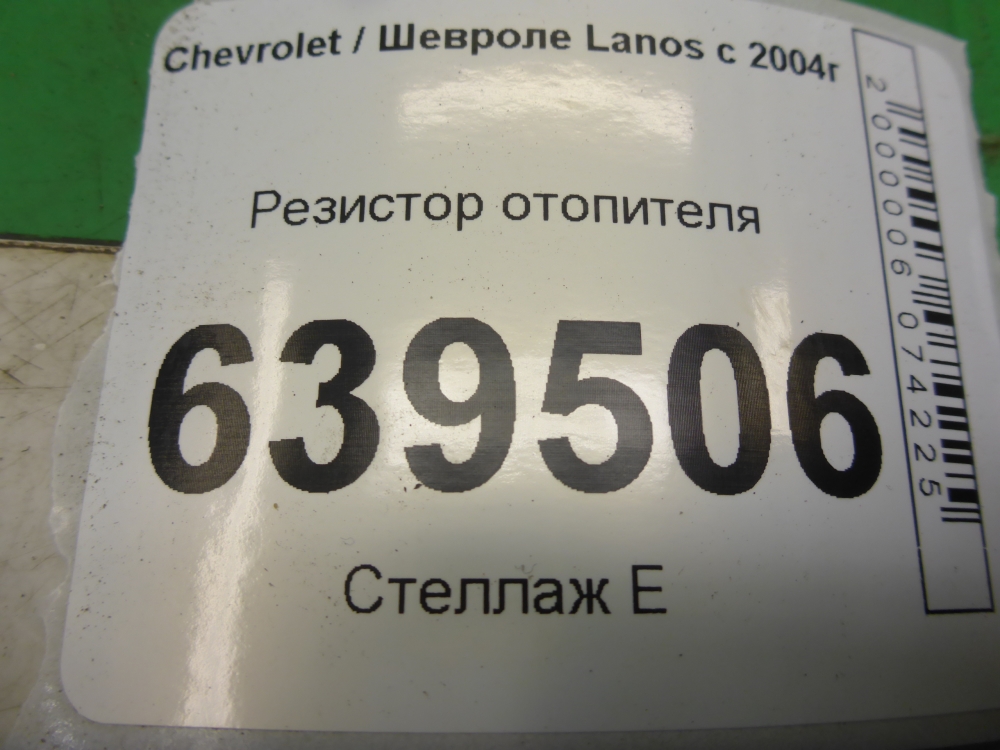 Chevrolet / Шевроле Lanos с 2004г
Резистор отопителя
639506
Стеллаж Е
2000006074225